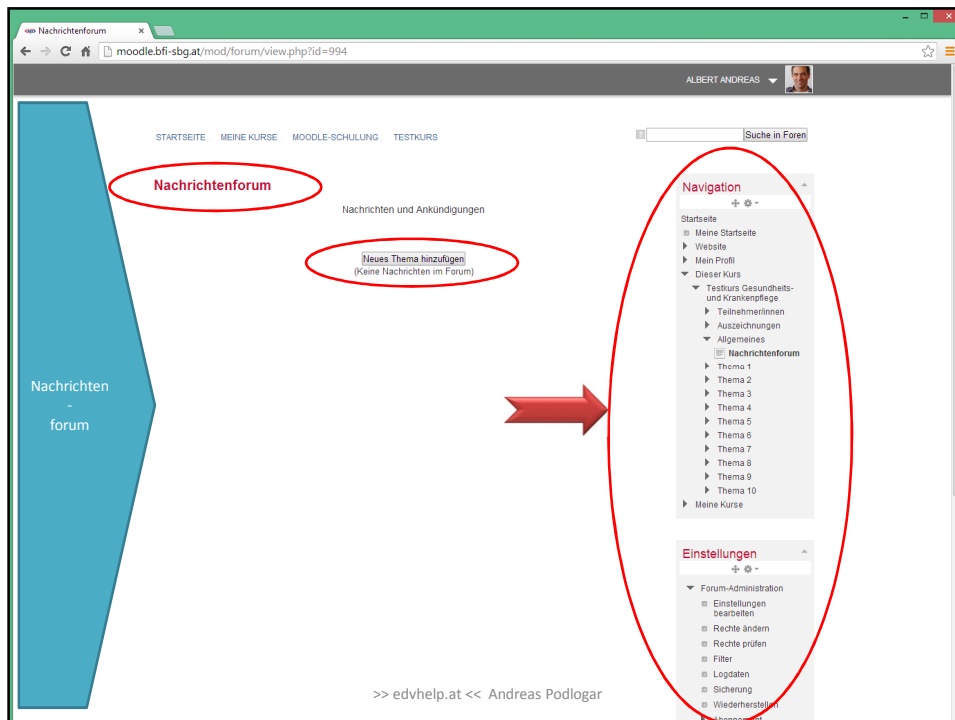 Nachrichtenforum
moodle.bfi-sbg.at/mod/forum/view.php?id=994
ALBERT ANDREAS
STARTSEITE MEINE KURSE MOODLE-SCHULUNG TESTKURS
Suche in Foren
Nachrichtenforum
Nachrichten und Ankündigungen
Neues Thema hinzufügen
(Keine Nachrichten im Forum)
Nachrichten
-
forum
Navigation
Startseite
Meine Startseite
Website
Mein Profil
Dieser Kurs
Testkurs Gesundheits-
und Krankenpflege
Teilnehmer/innen
Auszeichnungen
Allgemeines
Nachrichtenforum
Thema 1
Thema 2
Thema 3
Thema 4
Thema 5
Thema 6
Thema 7
Thema 8
Thema 9
Thema 10
Meine Kurse
Einstellungen
Forum-Administration
Einstellungen
bearbeiten
Rechte ändern
Rechte prüfen
Filter
Logdaten
Sicherung
Wiederherstellen
Abonnement
>> edvhelp.at << Andreas Podlogar